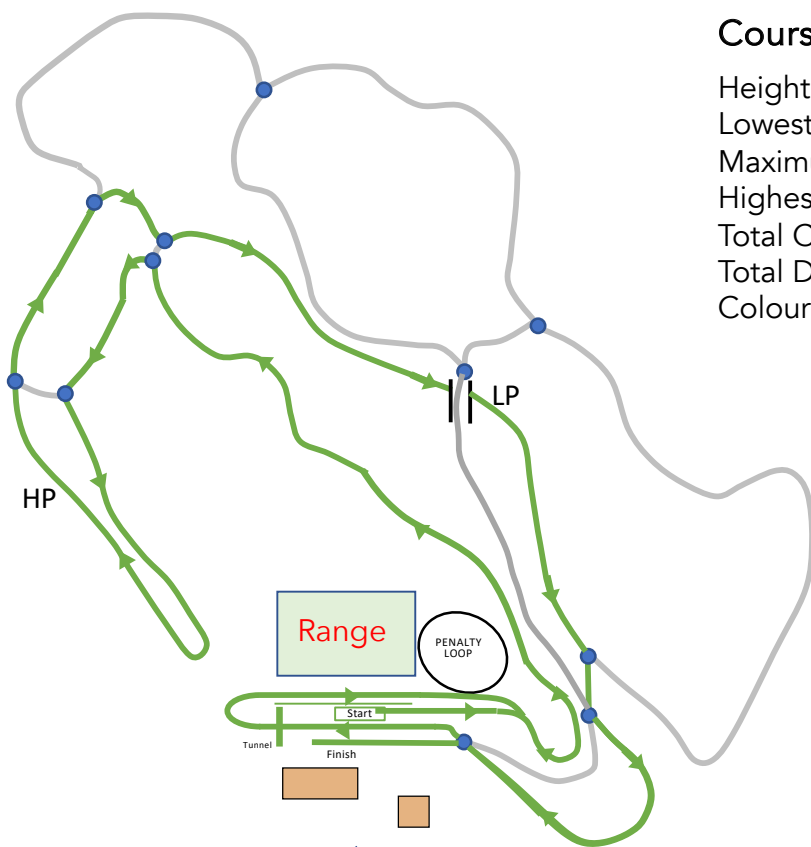 Cours
Height
Lowest
Maxim
Highes
Total C
Total D
Colour
LP
HP
Range
PENALTY
LOOP
Start
Tunnel
Finish